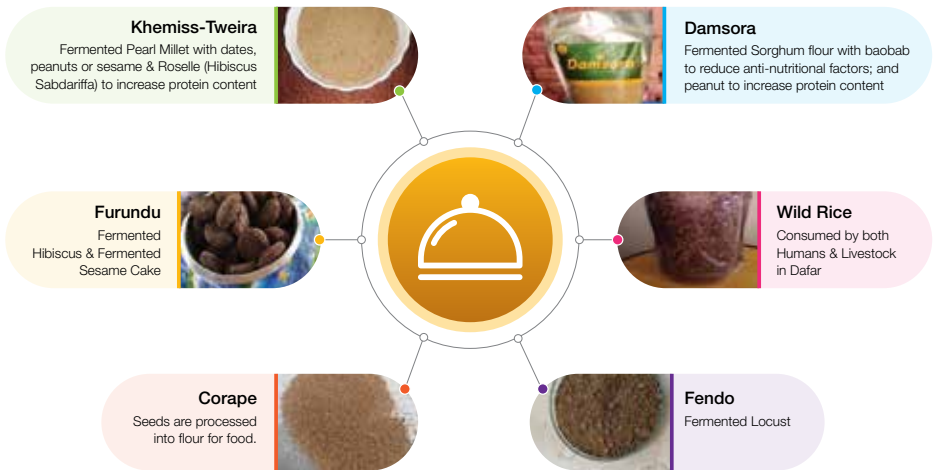 Khemiss-Tweira
Fermented Pearl Millet with dates,
peanuts or sesame & Roselle (Hibiscus
Sabdariffa) to increase protein content
Damsora
Fermented Sorghum flour with baobab
to reduce anti-nutritional factors; and
peanut to increase protein content
Damsora
Furundu
Fermented
Hibiscus & Fermented
Sesame Cake
Wild Rice
Consumed by both
Humans & Livestock
in Dafar
Corape
Seeds are processed
into flour for food.
Fendo
Fermented Locust